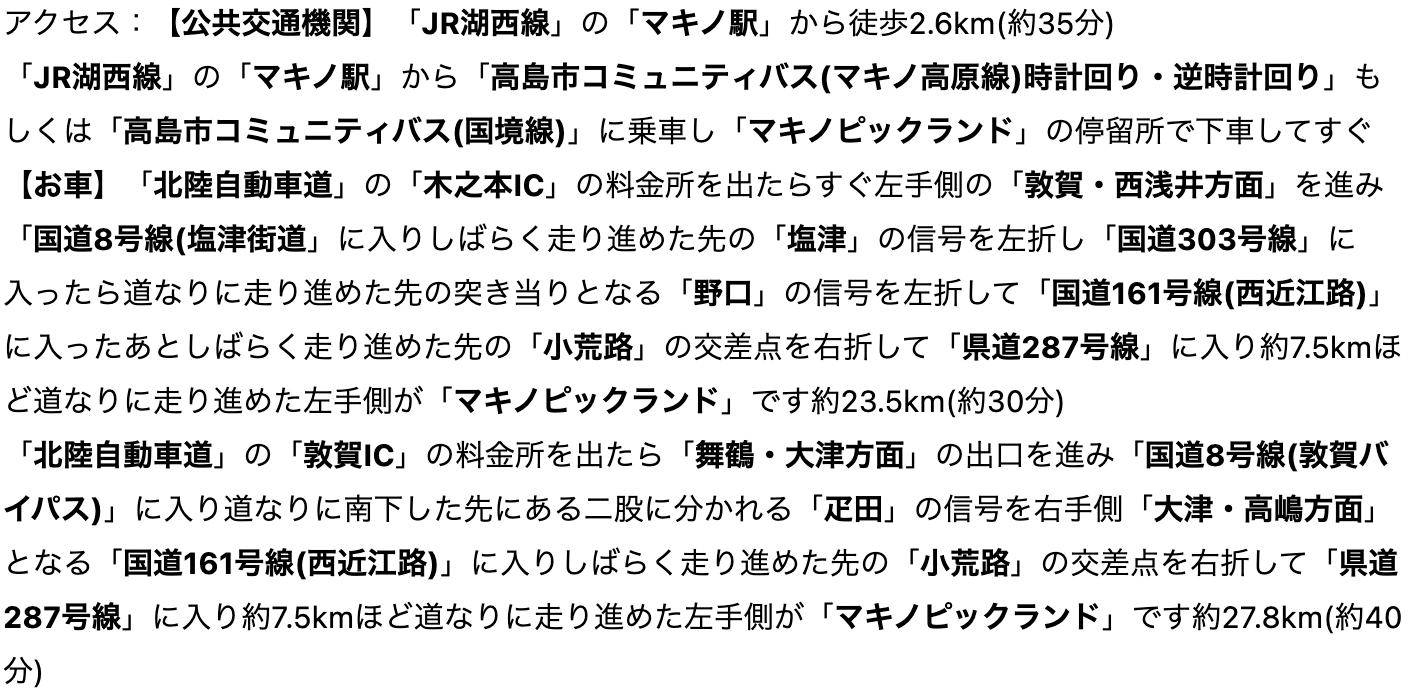 アクセス：【公共交通機関】「JR湖西線」の「マキノ駅」から徒歩2.6km(約35分)
「JR湖西線」の「マキノ駅」から「高島市コミュニティバス(マキノ高原線)時計回り・逆時計回り」も
しくは「高島市コミュニティバス(国境線)」に乗車し「マキノピックランド」の停留所で下車してすぐ
【お車】「北陸自動車道」の「木之本IC」の料金所を出たらすぐ左手側の「敦賀・西浅井方面」を進み
「国道8号線(塩津街道」に入りしばらく走り進めた先の「塩津」の信号を左折し「国道303号線」に
入ったら道なりに走り進めた先の突き当りとなる「野口」の信号を左折して「国道161号線(西近江路)」
に入ったあとしばらく走り進めた先の「小荒路」の交差点を右折して「県道287号線」に入り約7.5kmほ
ど道なりに走り進めた左手側が「マキノピックランド」です約23.5km(約30分)
「北陸自動車道」の「敦賀IC」の料金所を出たら「舞鶴・大津方面」の出口を進み「国道8号線(敦賀バ
イパス)」に入り道なりに南下した先にある二股に分かれる「疋田」の信号を右手側「大津・高嶋方面」
となる「国道161号線(西近江路)」に入りしばらく走り進めた先の「小荒路」の交差点を右折して「県道
287号線」に入り約7.5kmほど道なりに走り進めた左手側が「マキノピックランド」です約27.8km(約40
分)